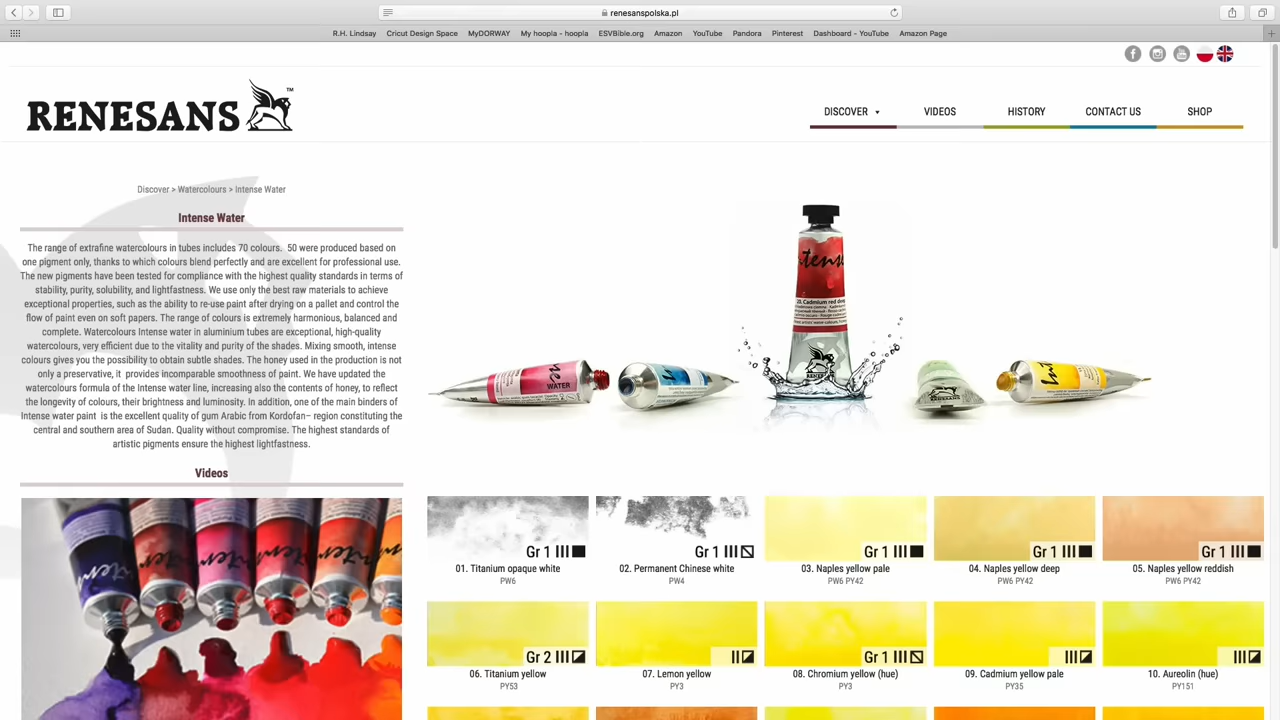 renesanspolska.pl
R.H. Lindsay Cricut Design Space MyDORWAY My hoopla - hoopla ESVBible.org Amazon YouTube Pandora Pinterest Dashboard - YouTube Amazon Page
RENESANS ™
DISCOVER VIDEOS HISTORY CONTACT US SHOP
Discover > Watercolours > Intense Water
Intense Water
The range of extrafine watercolours in tubes includes 70 colours. 50 were produced based on
one pigment only, thanks to which colours blend perfectly and are excellent for professional use.
The new pigments have been tested for compliance with the highest quality standards in terms of
stability, purity, solubility, and lightfastness. We use only the best raw materials to achieve
exceptional properties, such as the ability to re-use paint after drying on a pallet and control the
flow of paint even on soft papers. The range of colours is extremely harmonious, balanced and
complete. Watercolours Intense water in aluminium tubes are exceptional, high-quality
watercolours, very efficient due to the vitality and purity of the shades. Mixing smooth, intense
colours gives you the possibility to obtain subtle shades. The honey used in the production is not
only a preservative, it provides incomparable smoothness of paint. We have updated the
watercolours formula of the Intense water line, increasing also the contents of honey, to reflect
the longevity of colours, their brightness and luminosity. In addition, one of the main binders of
Intense water paint is the excellent quality of gum Arabic from Kordofan– region constituting the
central and southern area of Sudan. Quality without compromise. The highest standards of
artistic pigments ensure the highest lightfastness.
Videos
20. Cadmium red deep
WATER
Gr 1 III
Gr 1 III
Gr 1 III
Gr 1 III
Gr 1 III
01. Titanium opaque white
02. Permanent Chinese white
03. Naples yellow pale
04. Naples yellow deep
05. Naples yellow reddish
PW6
PW4
PW6 PY42
PW6 PY42
PW6 PY42
Gr 2 III
II
Gr 1 III
III
III
06. Titanium yellow
07. Lemon yellow
08. Chromium yellow (hue)
09. Cadmium yellow pale
10. Aureolin (hue)
PY53
PY3
PY3
PY35
PY151